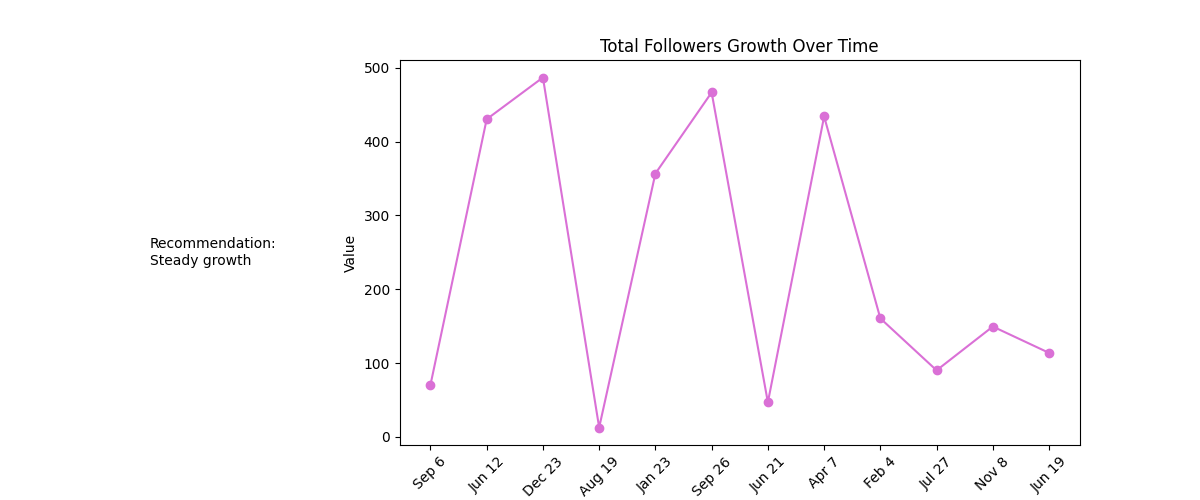 Total Followers Growth Over Time
Recommendation:
Steady growth
Value
500
400
300
200
100
0
Sep 6
Jun 12
Dec 23
Aug 19
Jan 23
Sep 26
Jun 21
Apr 7
Feb 4
Jul 27
Nov 8
Jun 19